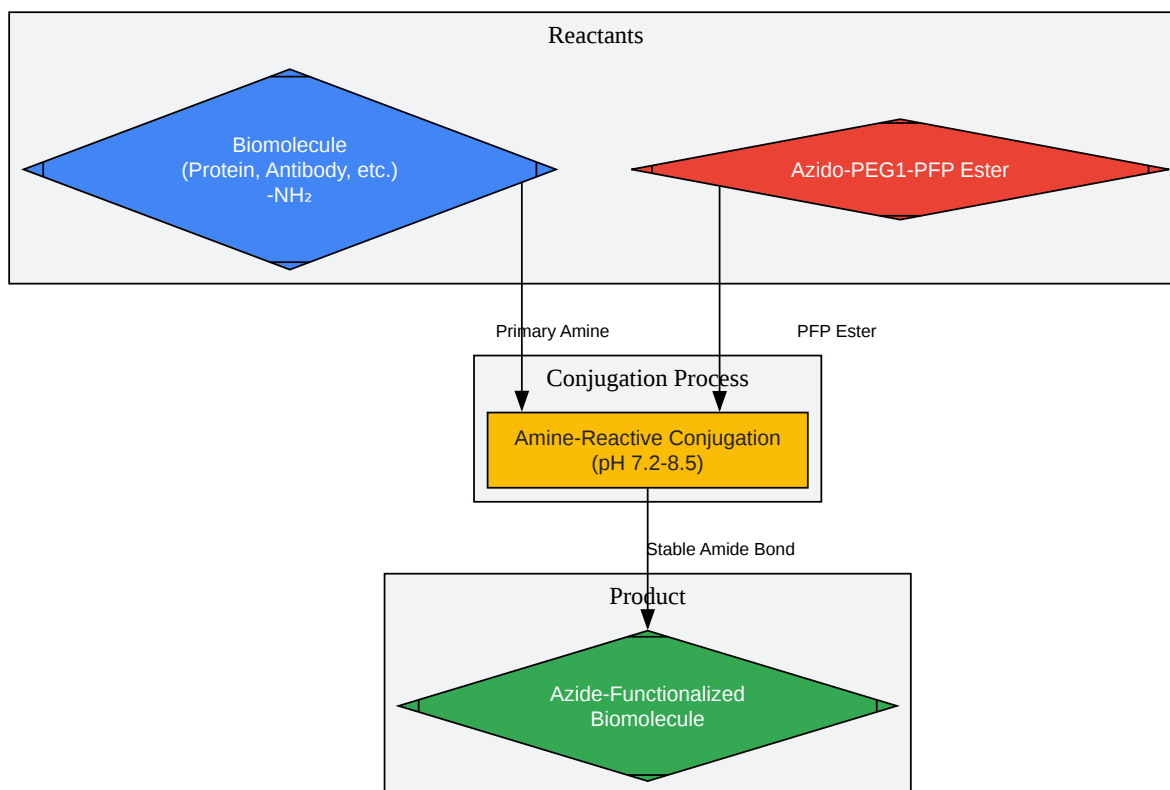 Reactants
Biomolecule
(Protein, Antibody, etc.)
-NH₂
Azido-PEG1-PFP Ester
Primary Amine
PFP Ester
Conjugation Process
Amine-Reactive Conjugation
(pH 7.2-8.5)
Stable Amide Bond
Product
Azide-Functionalized
Biomolecule